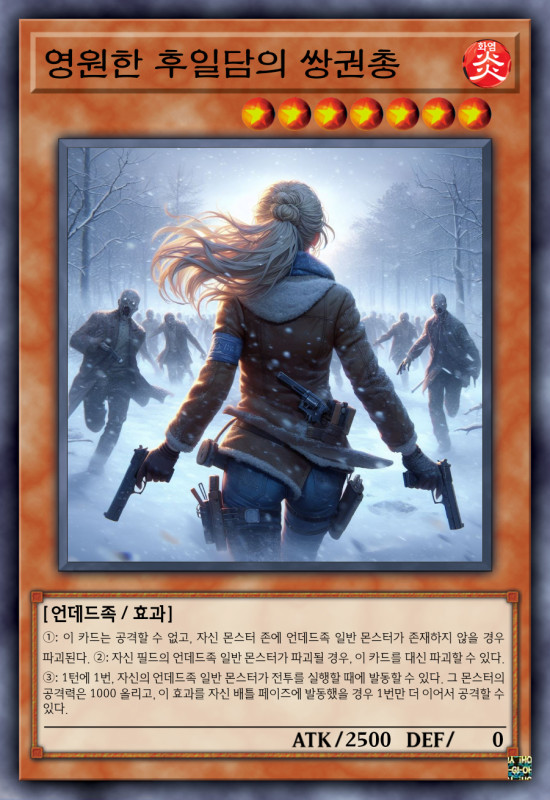 영원한 후일담의 쌍권총
화염
炎
[언데드족 / 효과]
①: 이 카드는 공격할 수 없고, 자신 몬스터 존에 언데드족 일반 몬스터가 존재하지 않을 경우
파괴된다. ②: 자신 필드의 언데드족 일반 몬스터가 파괴될 경우, 이 카드를 대신 파괴할 수 있다.
③: 1턴에 1번, 자신의 언데드족 일반 몬스터가 전투를 실행할 때에 발동할 수 있다. 그 몬스터의
공격력은 1000 올리고, 이 효과를 자신 배틀 페이즈에 발동했을 경우 1번만 더 이어서 공격할 수
있다.
ATK/2500 DEF/ 0